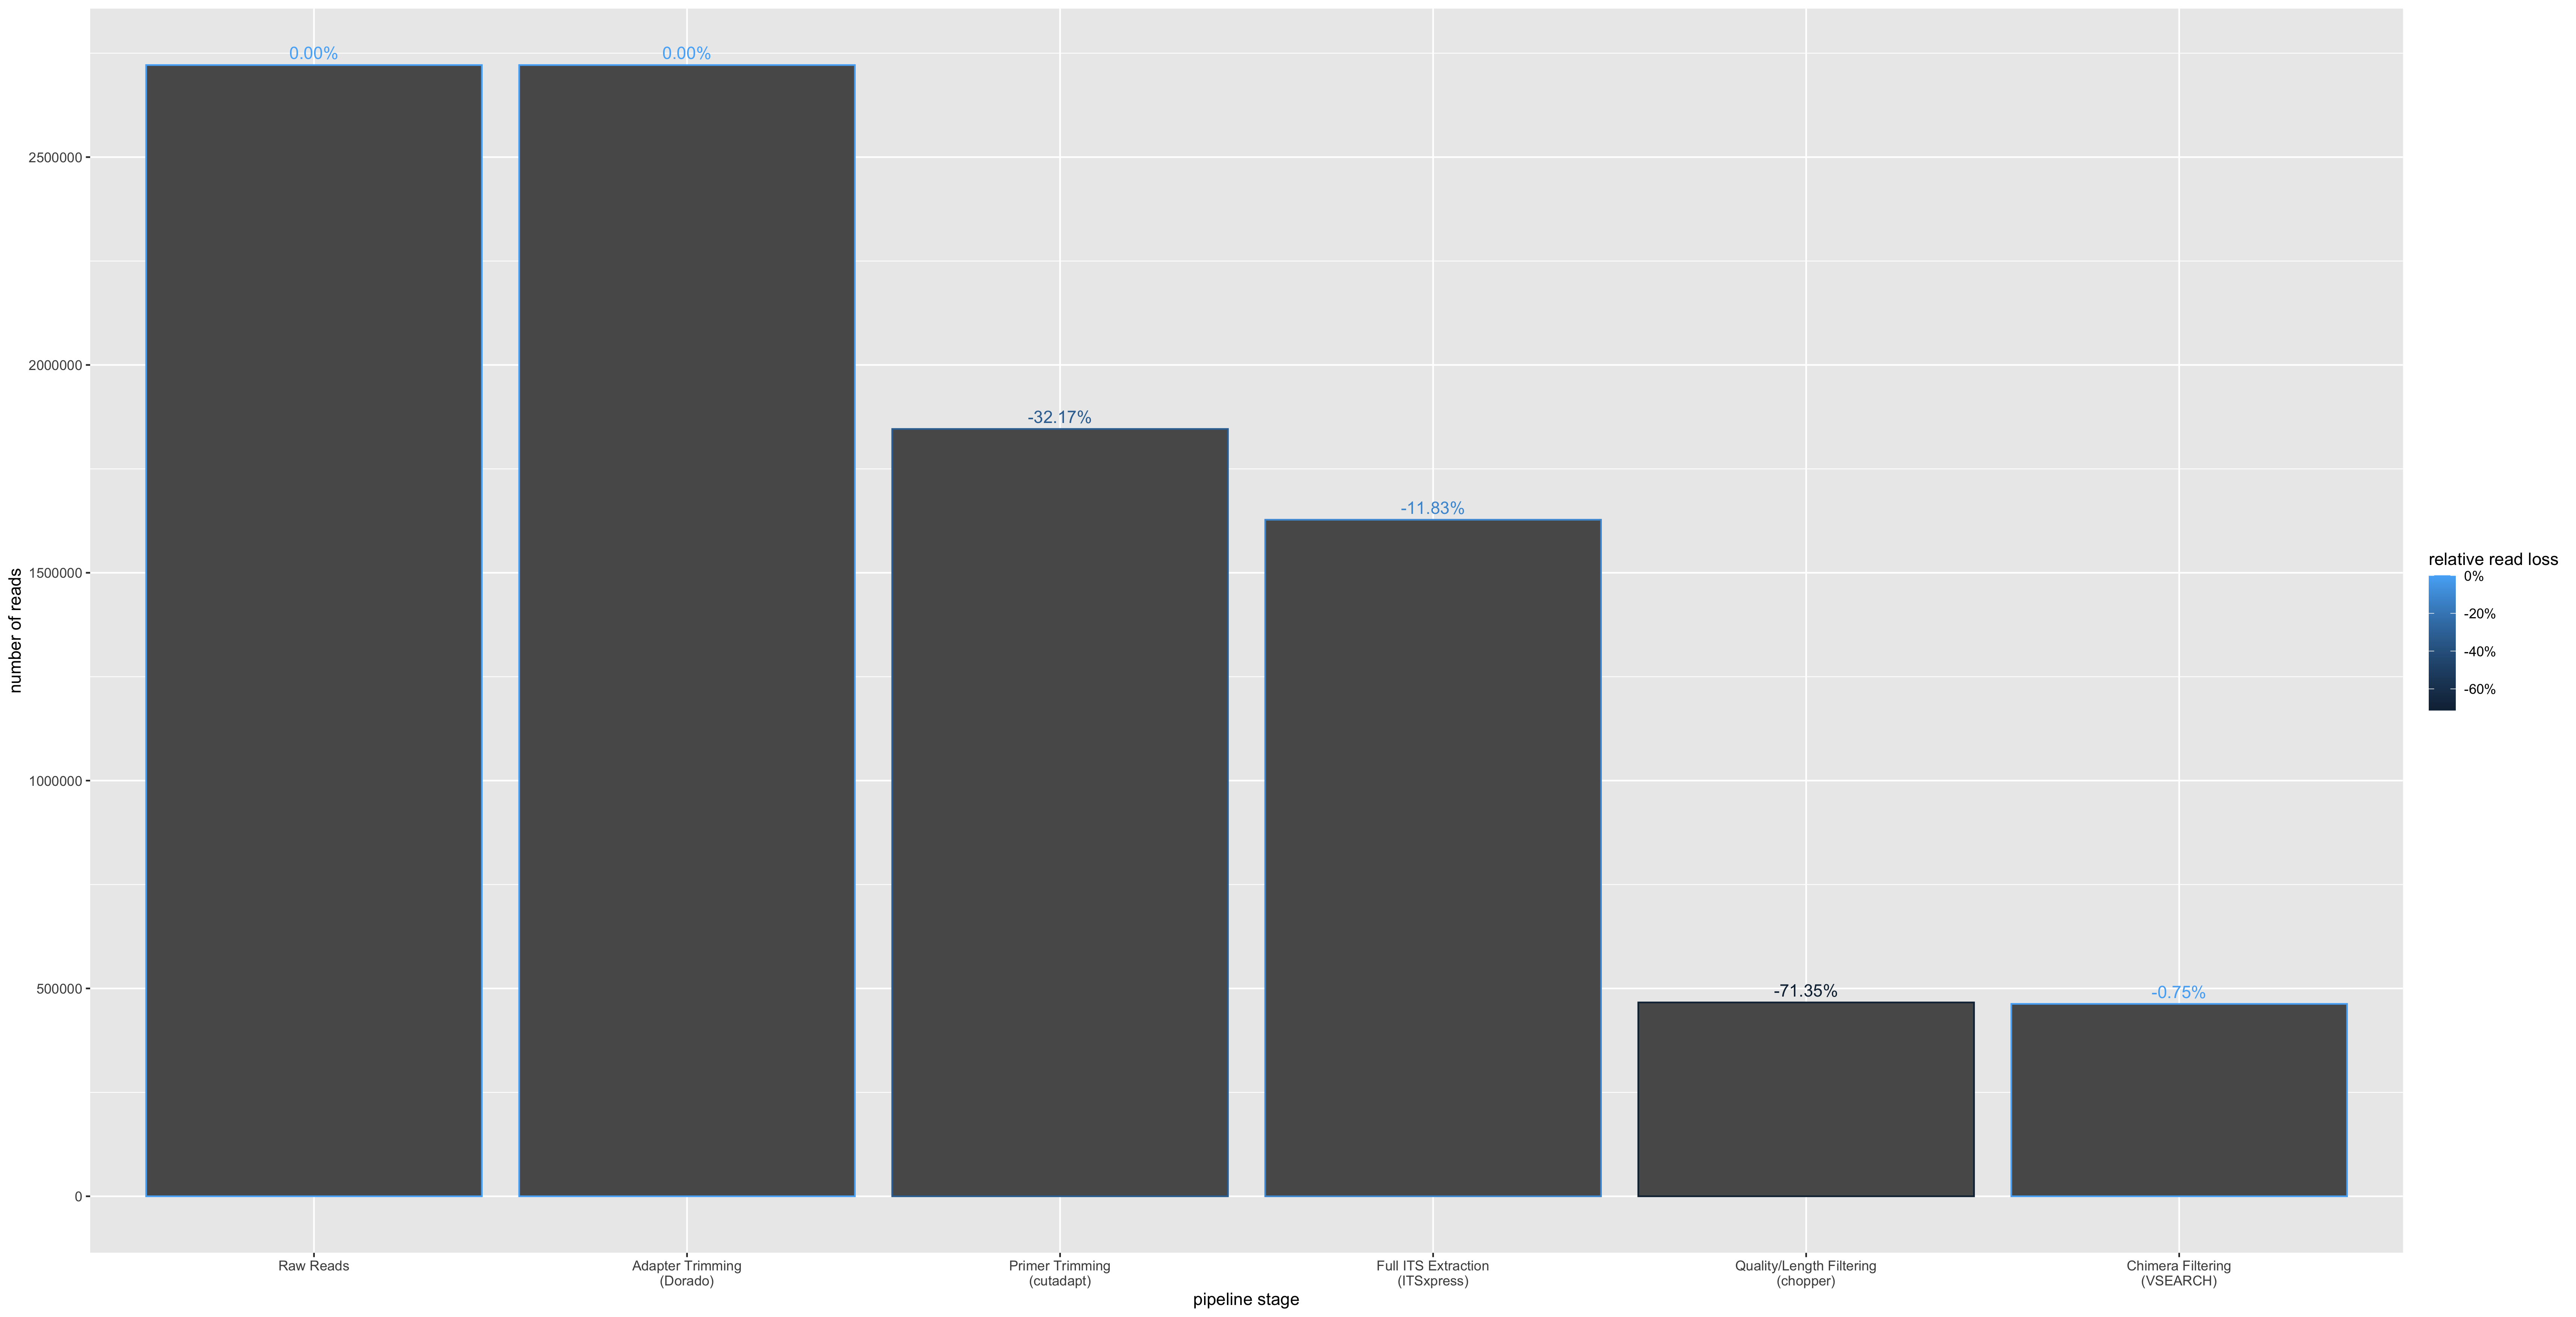 0.00%
0.00%
-32.17%
-11.83%
-71.35%
-0.75%
2500000
2000000
1500000
1000000
500000
0
number of reads
Raw Reads
Adapter Trimming
(Dorado)
Primer Trimming
(cutadapt)
Full ITS Extraction
(ITSxpress)
Quality/Length Filtering
(chopper)
Chimera Filtering
(VSEARCH)
pipeline stage
relative read loss
0%
-20%
-40%
-60%